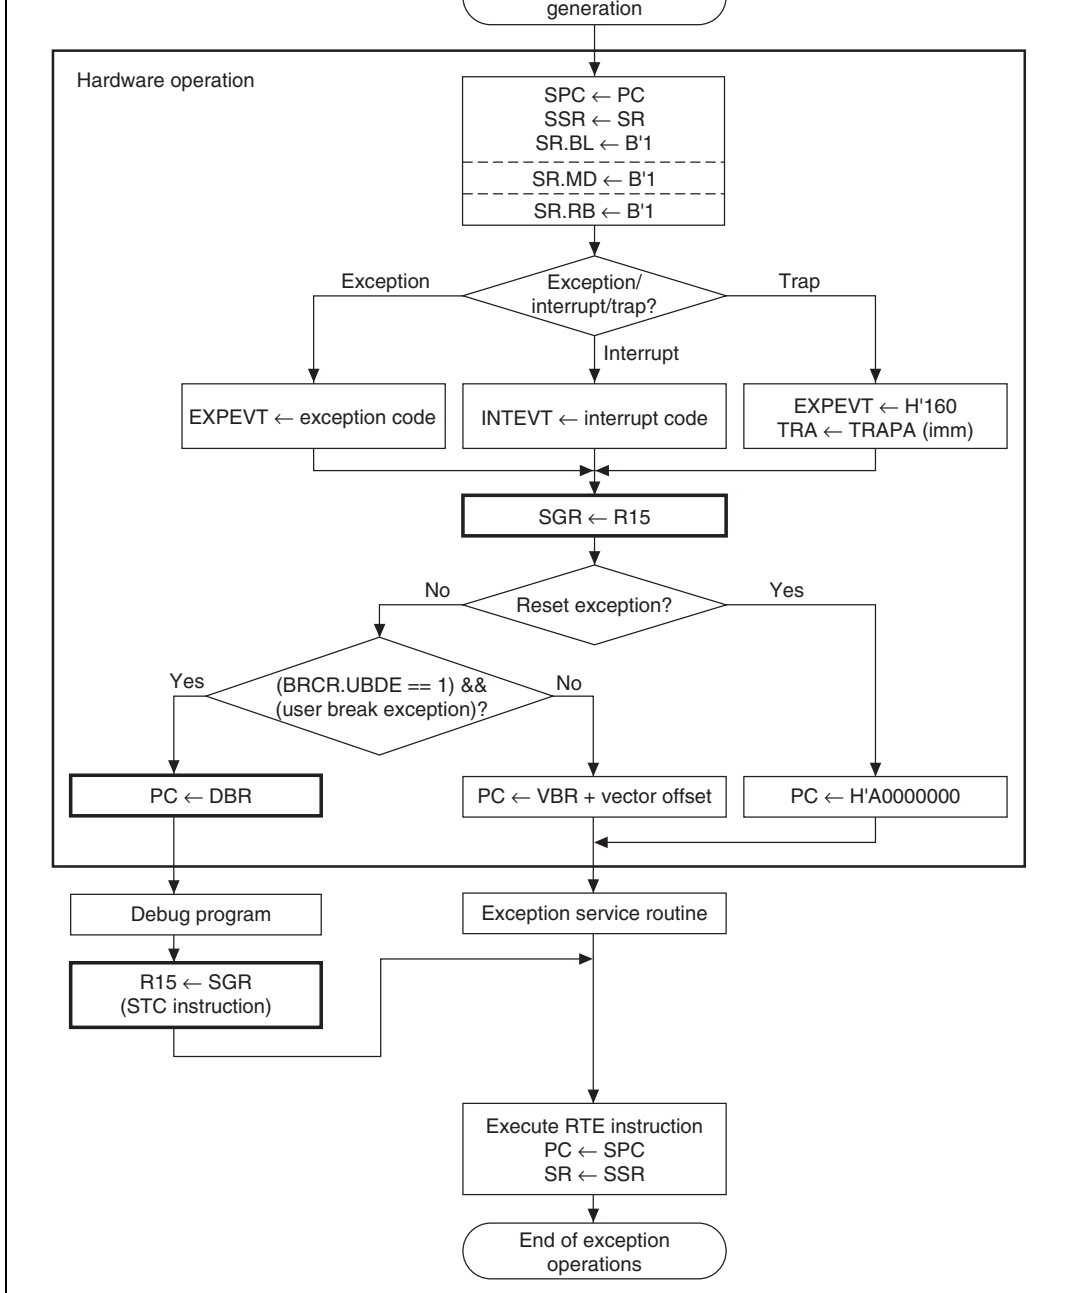 generation
Hardware operation
SPC ← PC
SSR ← SR
SR.BL ← B'1
SR.MD ← B'1
SR.RB ← B'1
Exception
Exception/
interrupt/trap?
Trap
Interrupt
EXPEVT ← exception code
INTEVT ← interrupt code
EXPEVT ← H'160
TRA ← TRAPA (imm)
SGR ← R15
No
Reset exception?
Yes
Yes
(BRCR.UBDE == 1) &&
(user break exception)?
No
PC ← DBR
PC ← VBR + vector offset
PC ← H'A0000000
Debug program
Exception service routine
R15 ← SGR
(STC instruction)
Execute RTE instruction
PC ← SPC
SR ← SSR
End of exception
operations